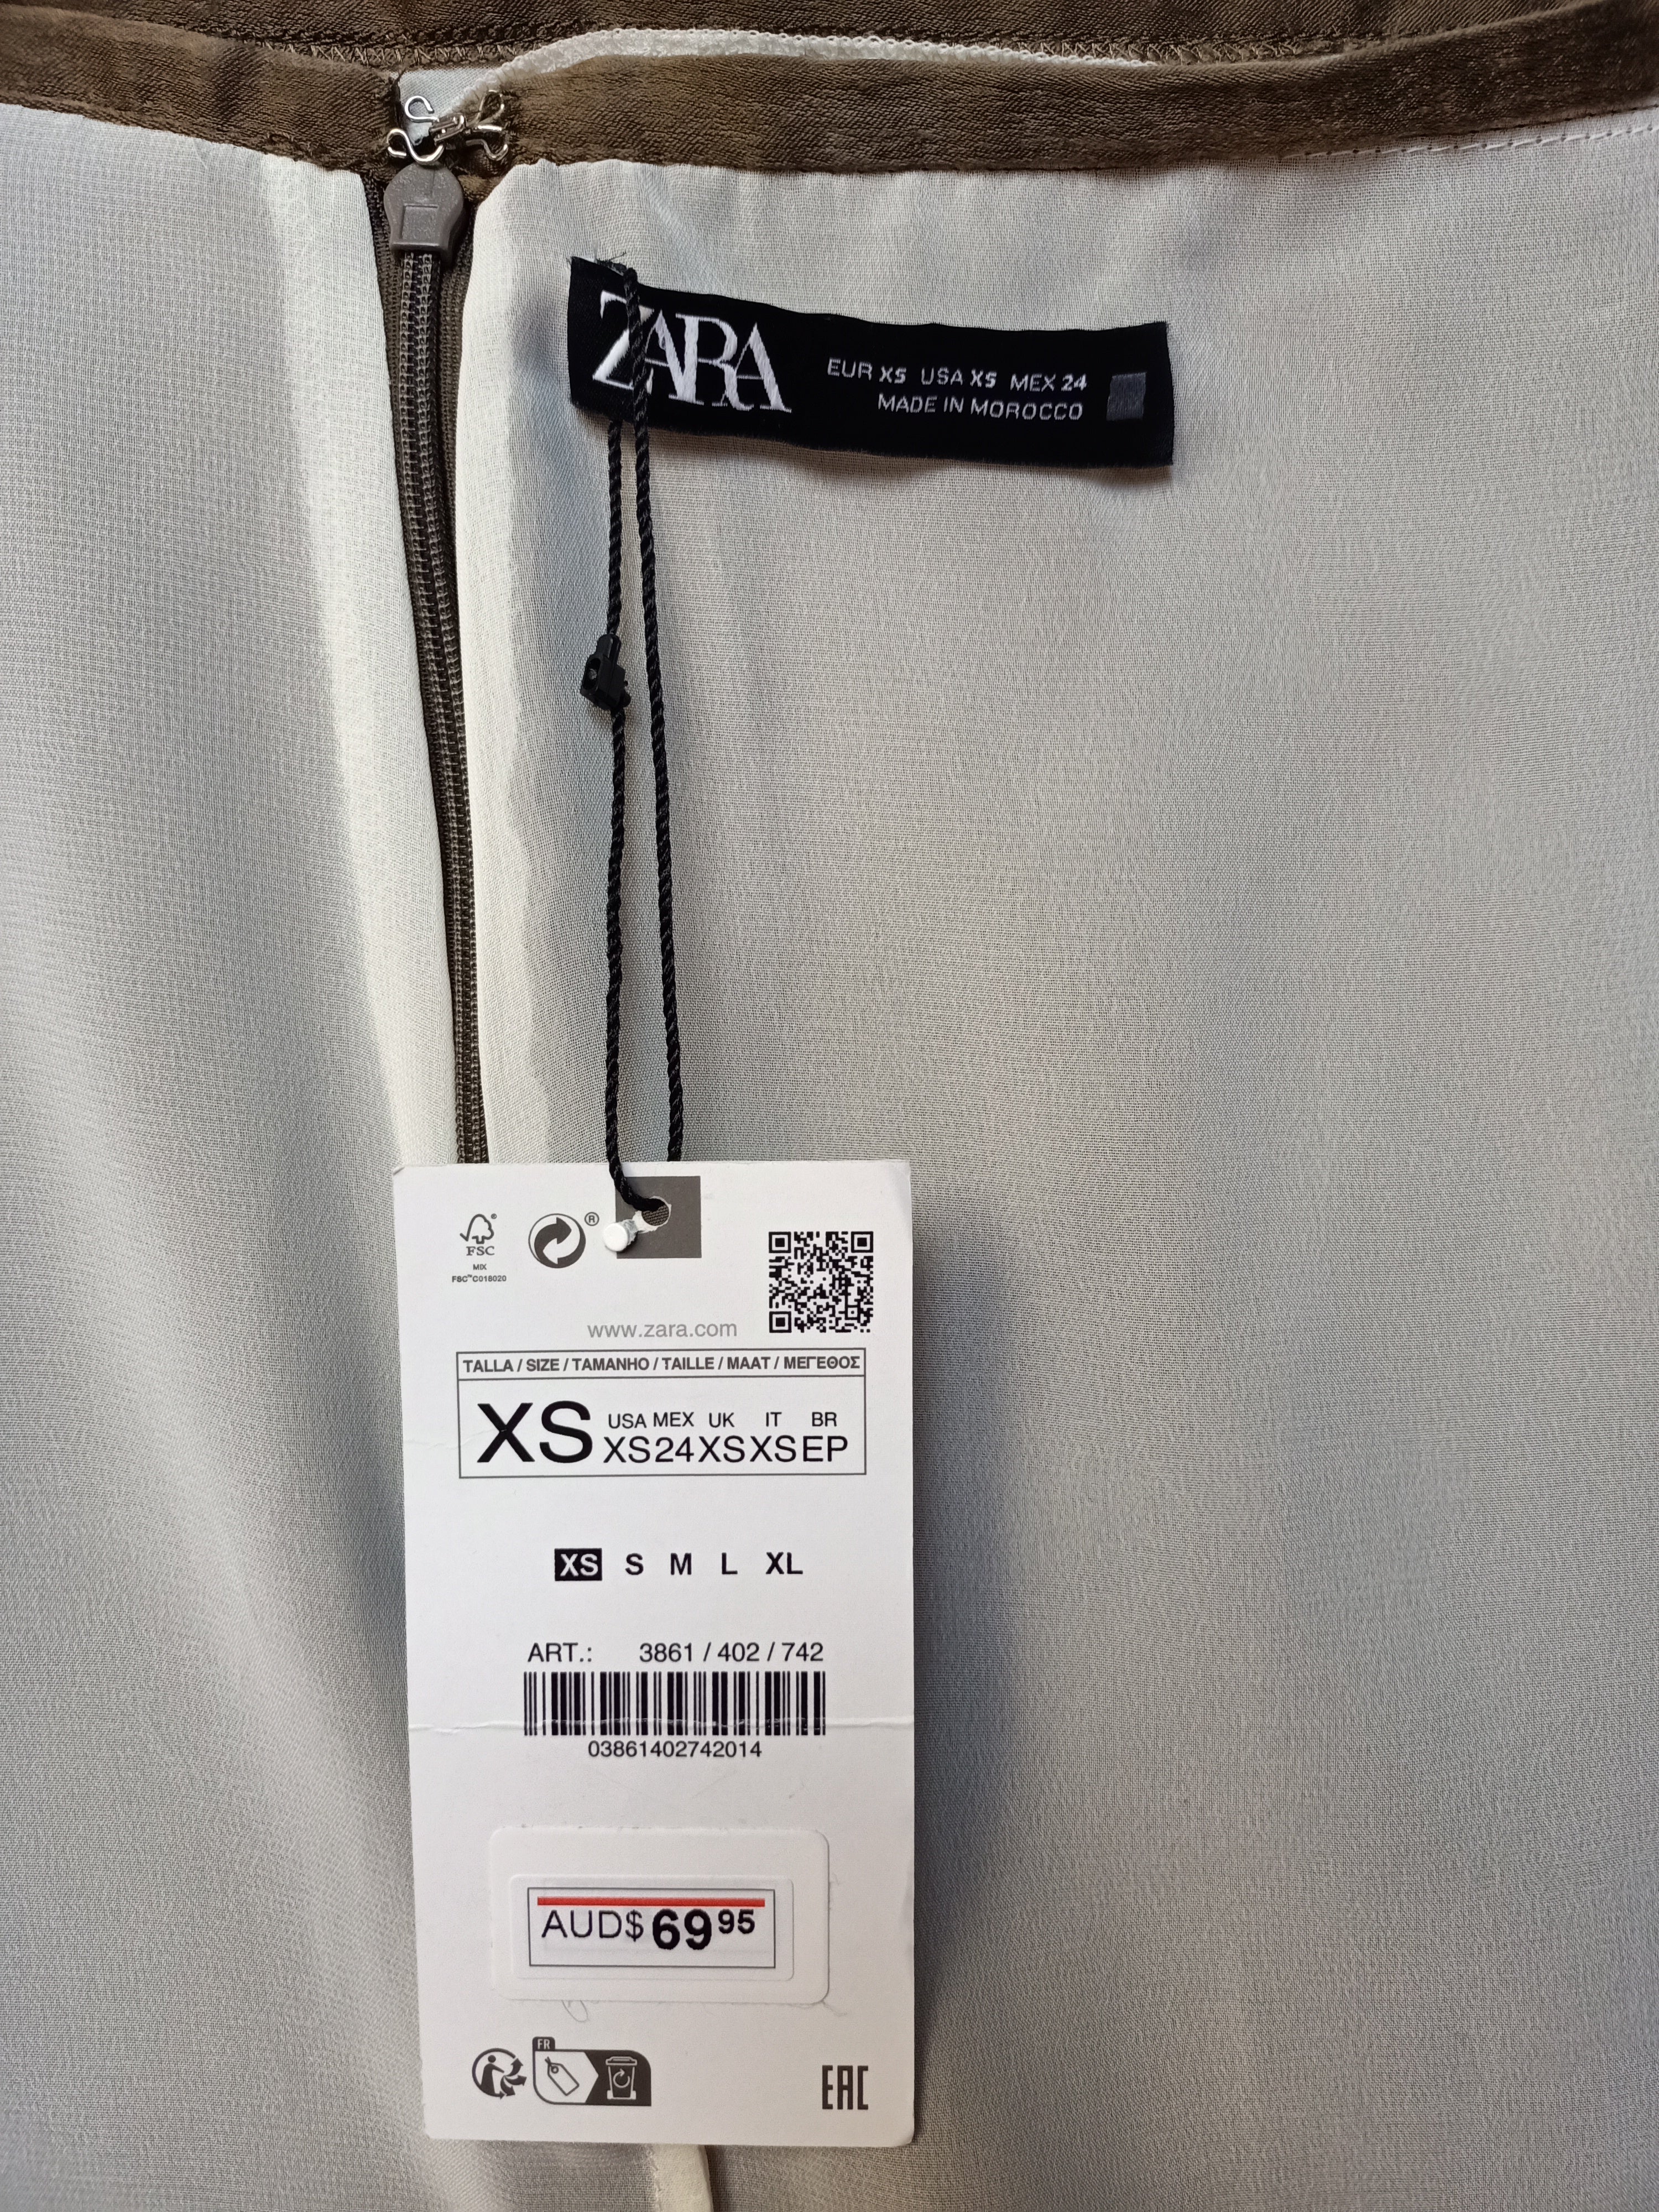 ZARA
EUR XS USA XS MEX 24
MADE IN MOROCCO
FSC
MIX
FSC™ C018020
®
www.zara.com
TALLA / SIZE / TAMANHO / TAILLE / MAAT / ΜΕΓΕΘΟΣ
XS
USA MEX UK IT BR
XS 24 XS XS EP
XS S M L XL
ART.: 3861 / 402 / 742
03861402742014
AUD$ 69 95
FR
EAC